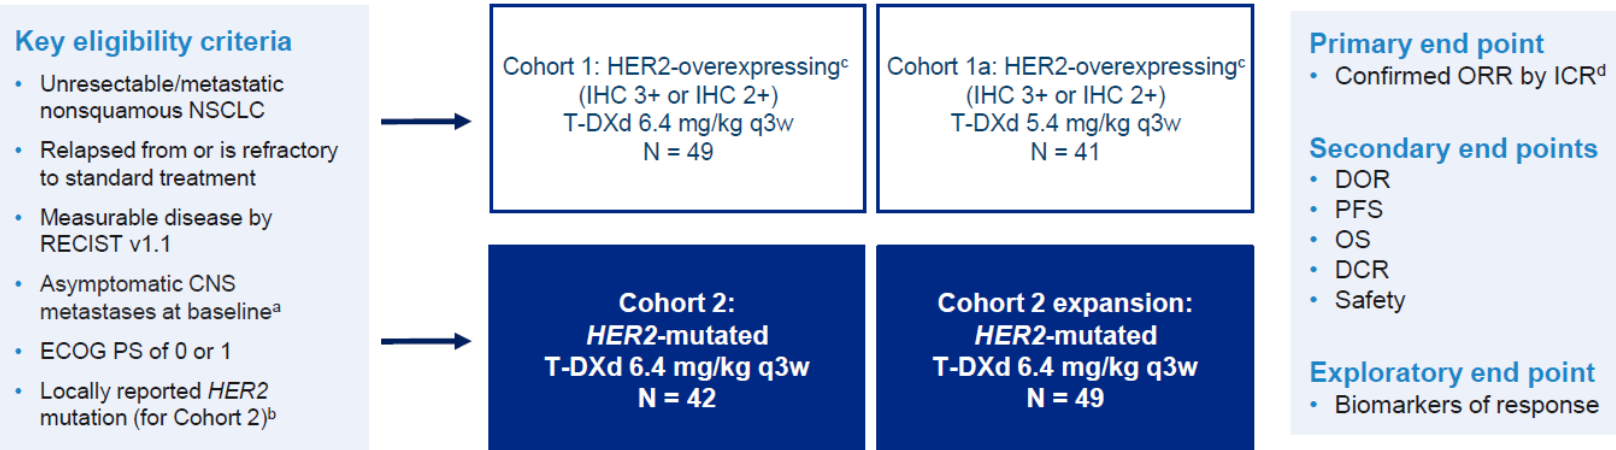 Key eligibility criteria
• Unresectable/metastatic
nonsquamous NSCLC
• Relapsed from or is refractory
to standard treatment
• Measurable disease by
RECIST v1.1
• Asymptomatic CNS
metastases at baselineᵃ
• ECOG PS of 0 or 1
• Locally reported HER2
mutation (for Cohort 2)ᵇ
Cohort 1: HER2-overexpressingᶜ
(IHC 3+ or IHC 2+)
T-DXd 6.4 mg/kg q3w
N = 49
Cohort 1a: HER2-overexpressingᶜ
(IHC 3+ or IHC 2+)
T-DXd 5.4 mg/kg q3w
N = 41
Cohort 2:
HER2-mutated
T-DXd 6.4 mg/kg q3w
N = 42
Cohort 2 expansion:
HER2-mutated
T-DXd 6.4 mg/kg q3w
N = 49
Primary end point
• Confirmed ORR by ICRᵈ
Secondary end points
• DOR
• PFS
• OS
• DCR
• Safety
Exploratory end point
• Biomarkers of response